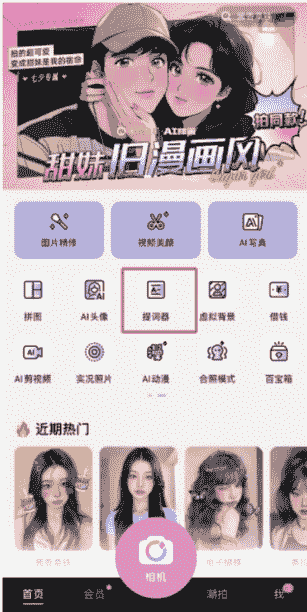 拍的超可爱
变成甜妹是我的宿命
七夕专属
AI绘画
拍同款!
甜妹旧漫画风
图片精修
视频美颜
AI写真
拼图
AI头像
提词器
虚拟背景
借钱
AI剪视频
实况照片
AI动漫
合照模式
百宝箱
近期热门
相机
首页
会员
潮拍
我